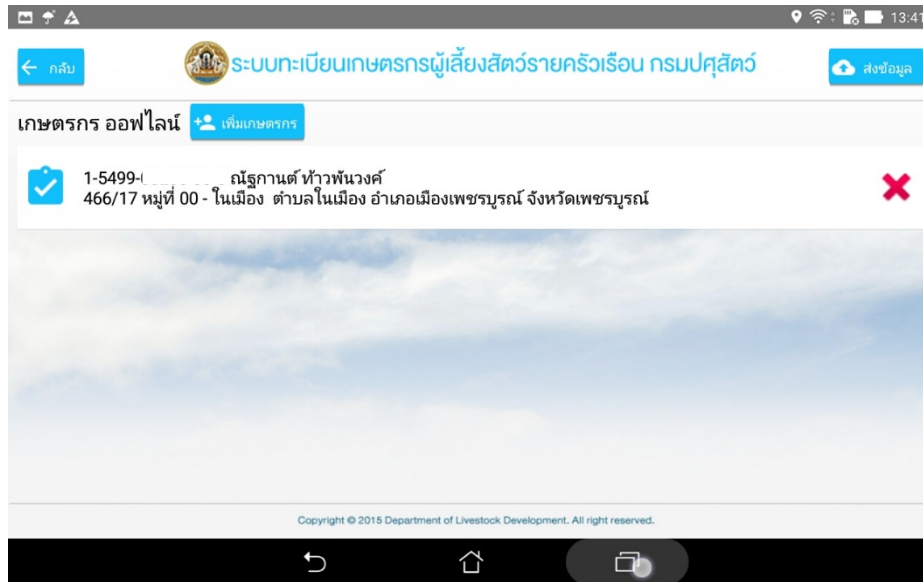 13:41
กลับ
ระบบทะเบียนเกษตรกรผู้เลี้ยงสัตว์รายครัวเรือน กรมปศุสัตว์
ส่งข้อมูล
เกษตรกร ออฟไลน์
เพิ่มเกษตรกร
1-5499- ณัฐกานต์ ท้าวพันวงค์
466/17 หมู่ที่ 00 - ในเมือง ตำบลในเมือง อำเภอเมืองเพชรบูรณ์ จังหวัดเพชรบูรณ์
Copyright © 2015 Department of Livestock Development. All right reserved.